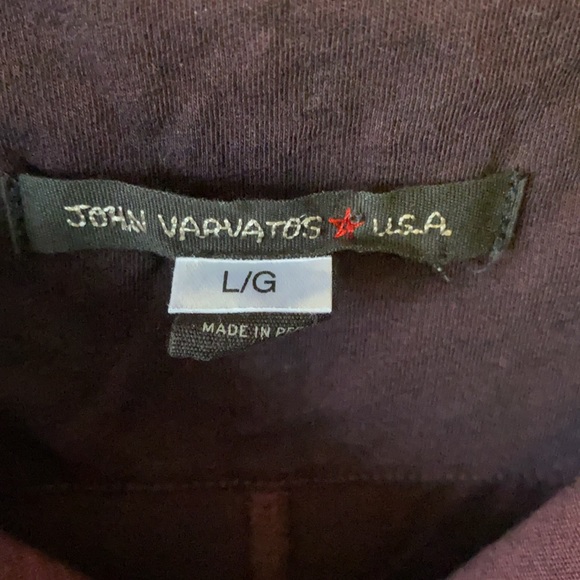 JOHN VARVATOS ★ U.S.A.
L/G
MADE IN